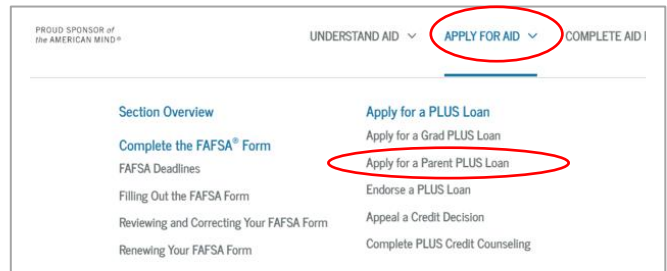 PROUD SPONSOR of
the AMERICAN MIND®
UNDERSTAND AID APPLY FOR AID COMPLETE AID
Section Overview
Complete the FAFSA® Form
FAFSA Deadlines
Filling Out the FAFSA Form
Reviewing and Correcting Your FAFSA Form
Renewing Your FAFSA Form
Apply for a PLUS Loan
Apply for a Grad PLUS Loan
Apply for a Parent PLUS Loan
Endorse a PLUS Loan
Appeal a Credit Decision
Complete PLUS Credit Counseling